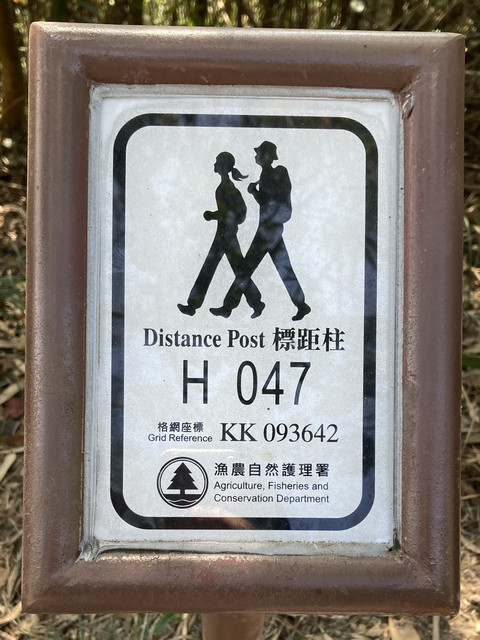 Distance Post 標距柱
H 047
格網座標
Grid Reference KK 093642
漁農自然護理署
Agriculture, Fisheries and
Conservation Department